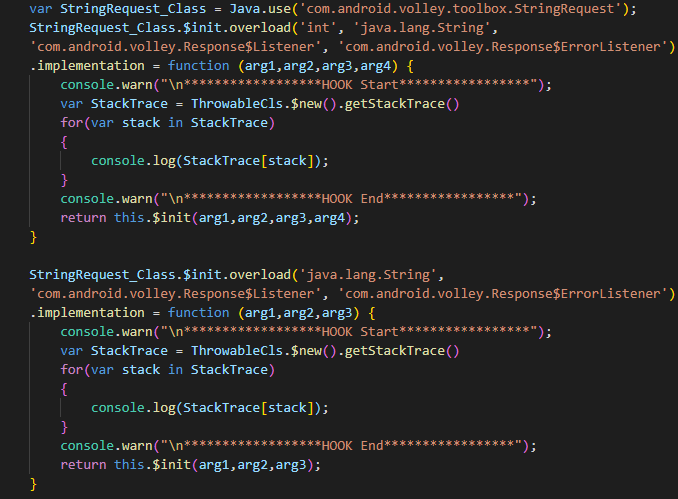 var StringRequest_Class = Java.use('com.android.volley.toolbox.StringRequest');
StringRequest_Class.$init.overload('int', 'java.lang.String',
'com.android.volley.Response$Listener', 'com.android.volley.Response$ErrorListener')
.implementation = function (arg1,arg2,arg3,arg4) {
    console.warn("\n******************HOOK Start*****************");
    var StackTrace = ThrowableCls.$new().getStackTrace()
    for(var stack in StackTrace)
    {
        console.log(StackTrace[stack]);
    }
    console.warn("\n******************HOOK End*****************");
    return this.$init(arg1,arg2,arg3,arg4);
}

StringRequest_Class.$init.overload('java.lang.String',
'com.android.volley.Response$Listener', 'com.android.volley.Response$ErrorListener')
.implementation = function (arg1,arg2,arg3) {
    console.warn("\n******************HOOK Start*****************");
    var StackTrace = ThrowableCls.$new().getStackTrace()
    for(var stack in StackTrace)
    {
        console.log(StackTrace[stack]);
    }
    console.warn("\n******************HOOK End*****************");
    return this.$init(arg1,arg2,arg3);
}